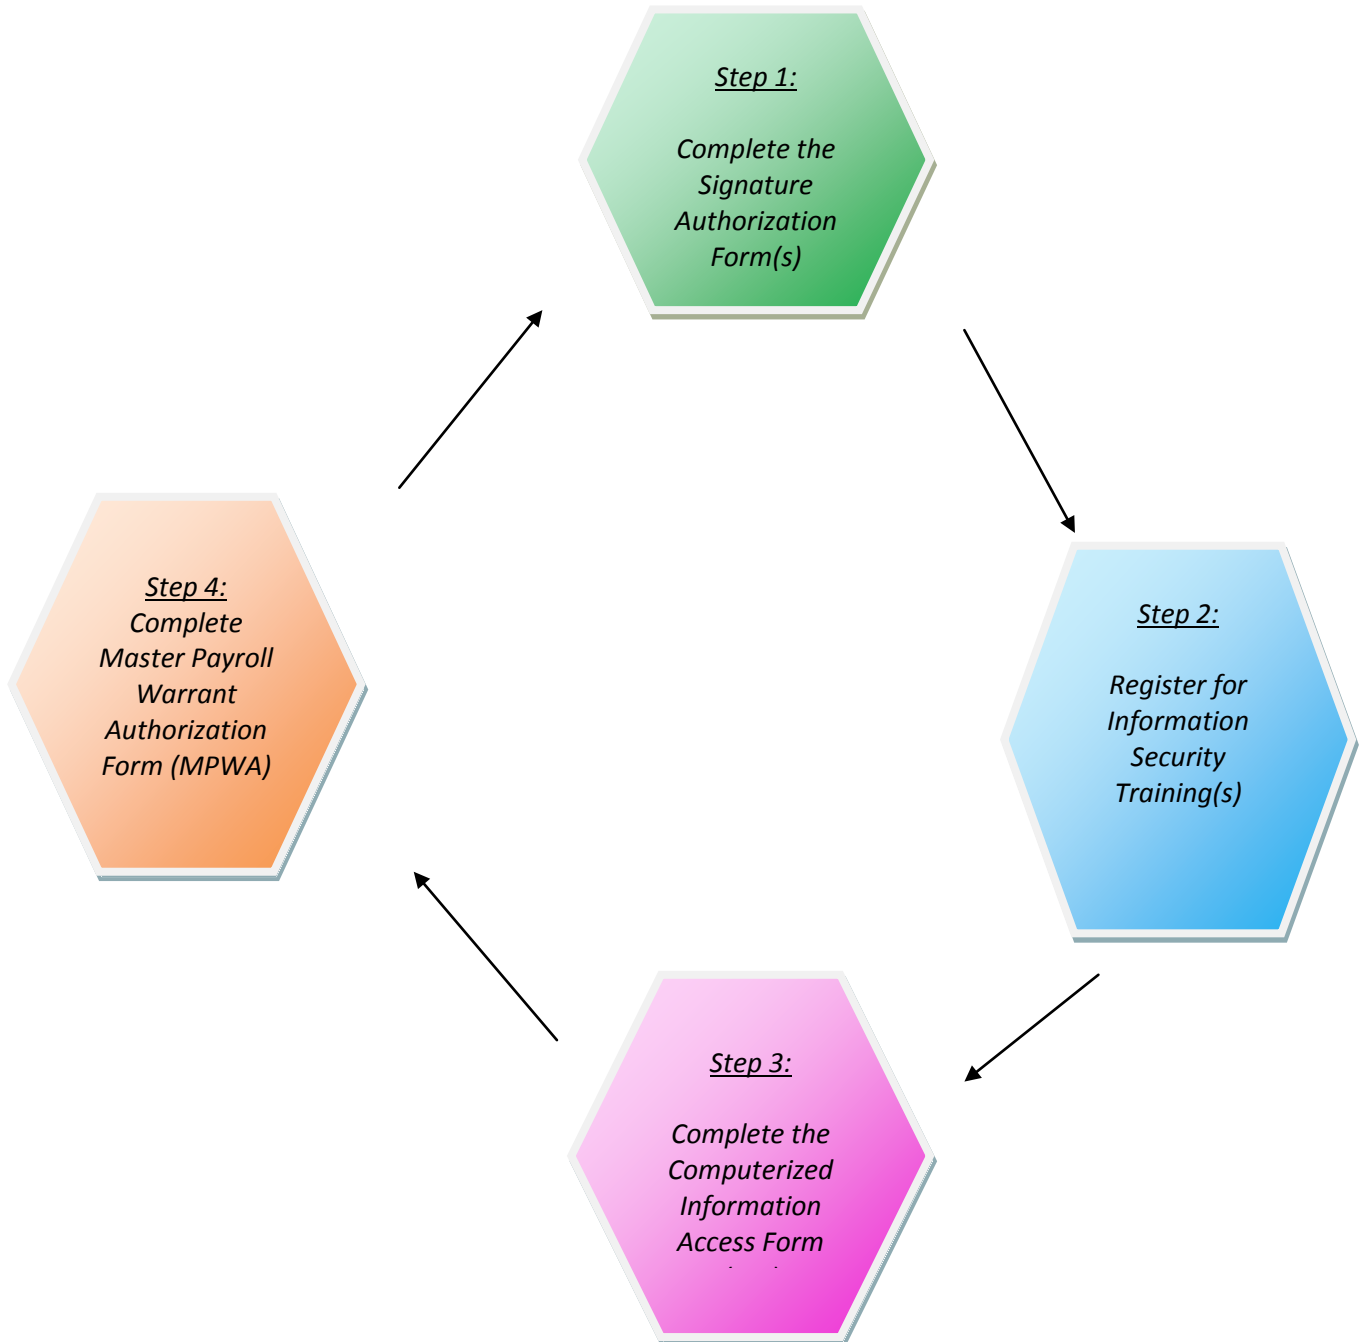 Step 1:
Complete the
Signature
Authorization
Form(s)
Step 2:
Register for
Information
Security
Training(s)
Step 3:
Complete the
Computerized
Information
Access Form
Step 4:
Complete
Master Payroll
Warrant
Authorization
Form (MPWA)